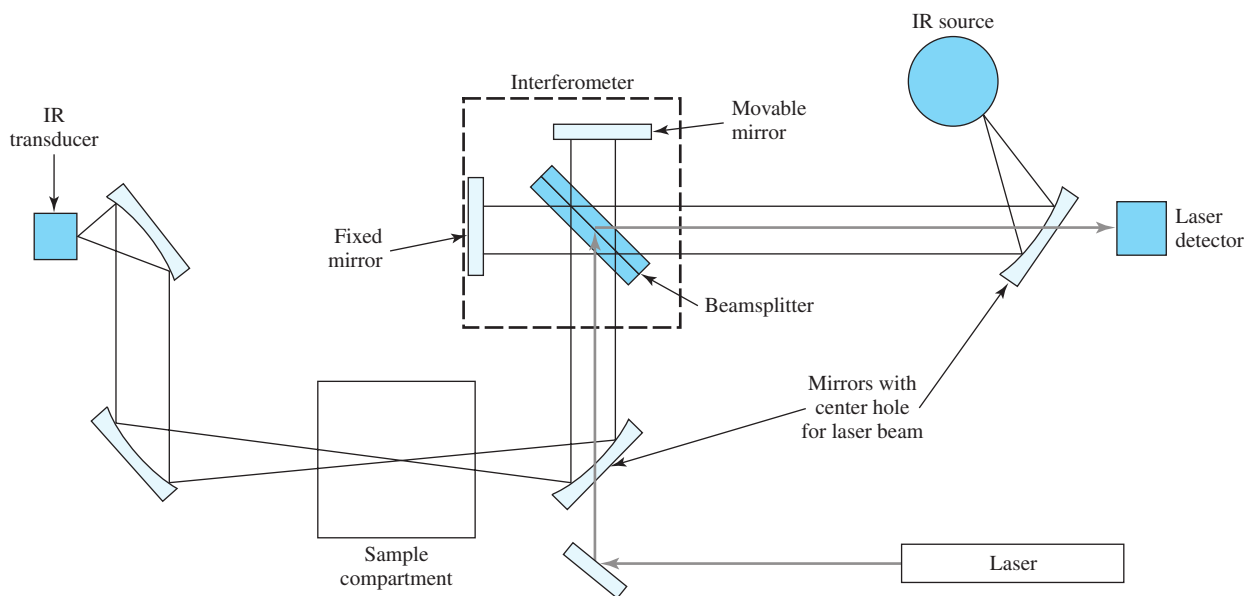 IR source
Interferometer
Movable
mirror
IR
transducer
Laser
detector
Fixed
mirror
Beamsplitter
Mirrors with
center hole
for laser beam
Sample
compartment
Laser